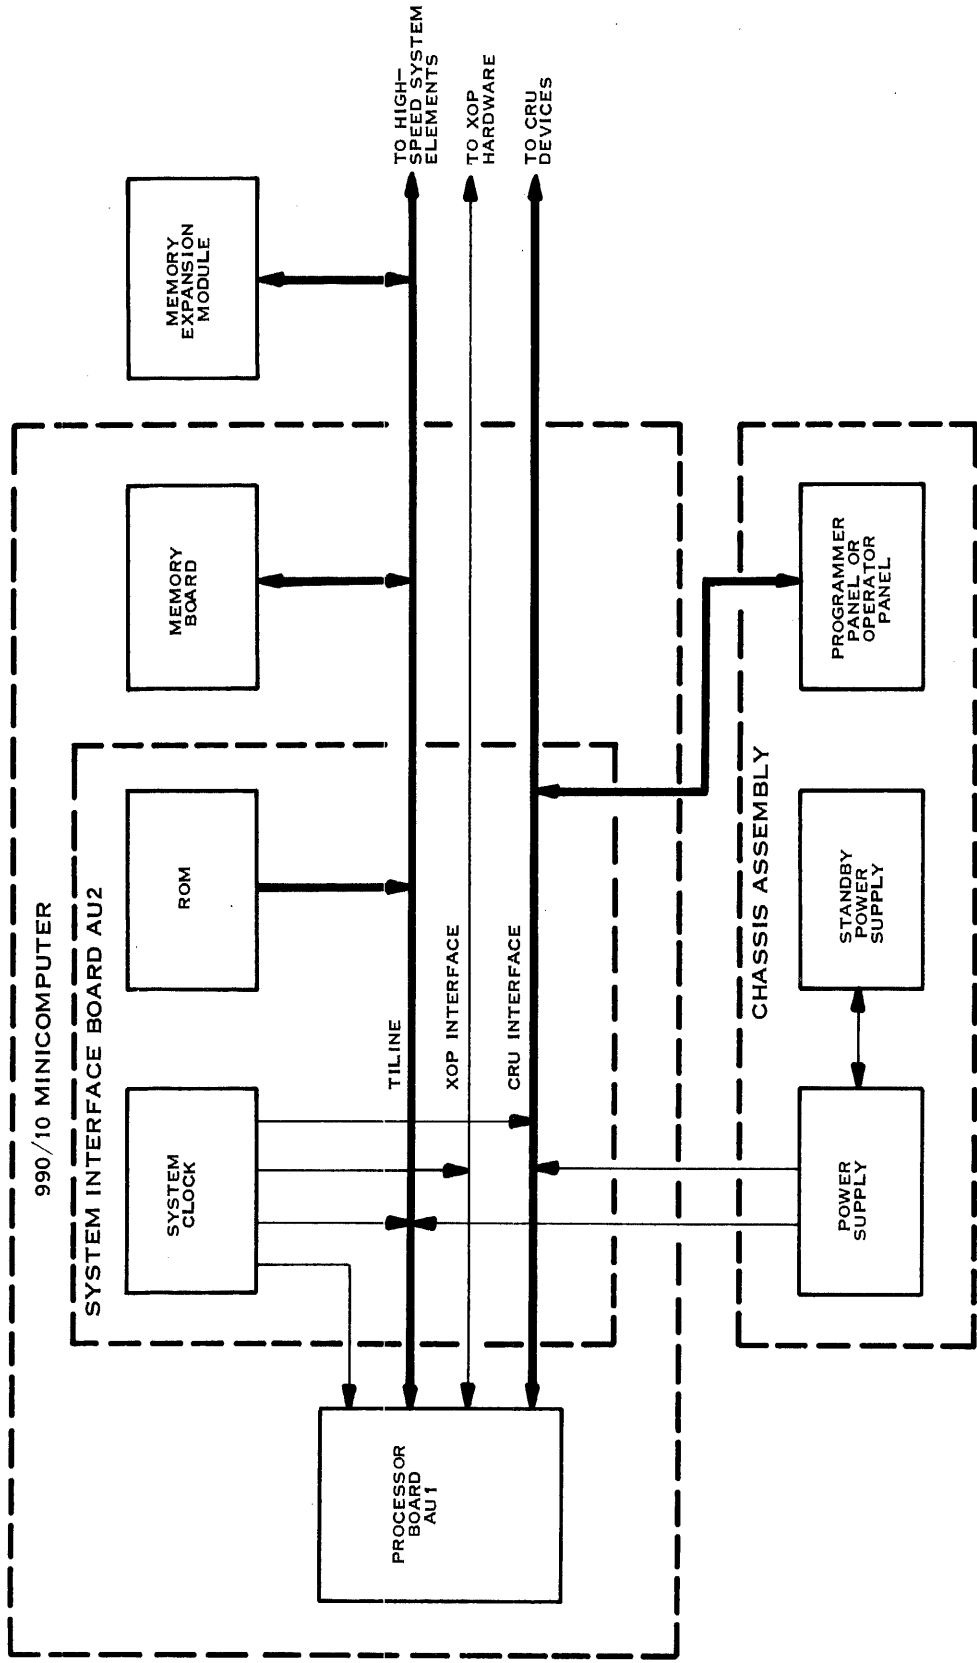 990/10 MINICOMPUTER
SYSTEM INTERFACE BOARD AU2
SYSTEM
CLOCK
ROM
MEMORY
BOARD
MEMORY
EXPANSION
MODULE
PROCESSOR
BOARD
AU1
TILINE
XOP INTERFACE
CRU INTERFACE
TO HIGH-
SPEED SYSTEM
ELEMENTS
TO XOP
HARDWARE
TO CRU
DEVICES
CHASSIS ASSEMBLY
POWER
SUPPLY
STANDBY
POWER
SUPPLY
PROGRAMMER
PANEL OR
OPERATOR
PANEL